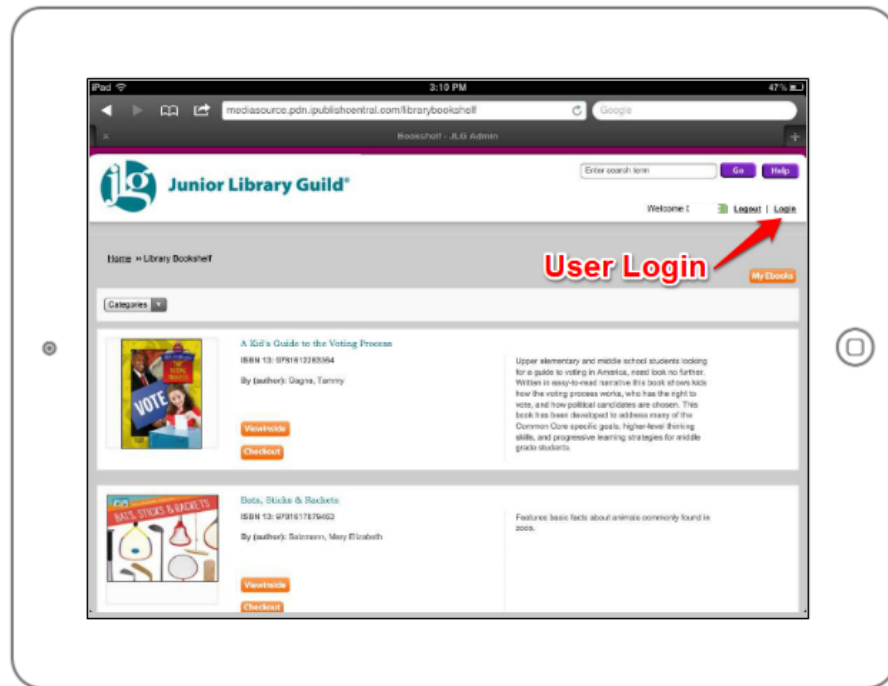 iPad 3:10 PM 47%
mediasource.pdn.ipublishcentral.com/librarybookshelf Google
Bookshelf - JLG Admin
jlg Junior Library Guild®
Enter search term Go Help
Welcome Logout | Login
User Login
Home » Library Bookshelf
My Ebooks
Categories
A Kid's Guide to the Voting Process
ISBN 13: 9781612283364
By (author): Gagne, Tammy
ViewInside
Checkout
Upper elementary and middle school students looking
for a guide to voting in America, need look no further.
Written in easy-to-read narrative this book shows kids
how the voting process works, who has the right to
vote, and how political candidates are chosen. This
book has been developed to address many of the
Common Core specific goals, higher-level thinking
skills, and progressive learning strategies for middle
grade students.
VOTE
Bats, Sticks & Rackets
ISBN 13:
By (author): Salzmann, Mary Elizabeth
ViewInside
Checkout
Features basic facts about animals commonly found in
zoos.
BATS, STICKS & RACKETS